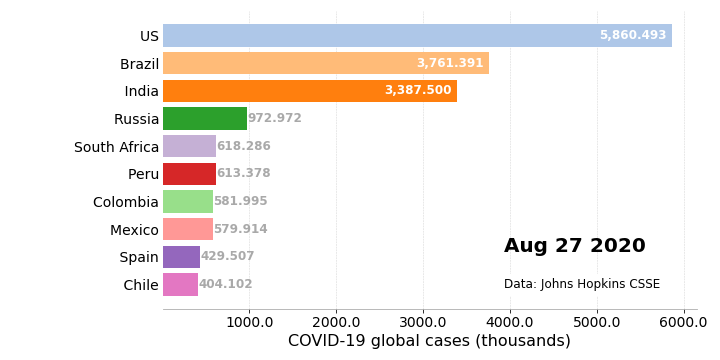 US 5,860.493
Brazil 3,761.391
India 3,387.500
Russia 972.972
South Africa 618.286
Peru 613.378
Colombia 581.995
Mexico 579.914
Spain 429.507
Chile 404.102
Aug 27 2020
Data: Johns Hopkins CSSE
1000.0 2000.0 3000.0 4000.0 5000.0 6000.0
COVID-19 global cases (thousands)